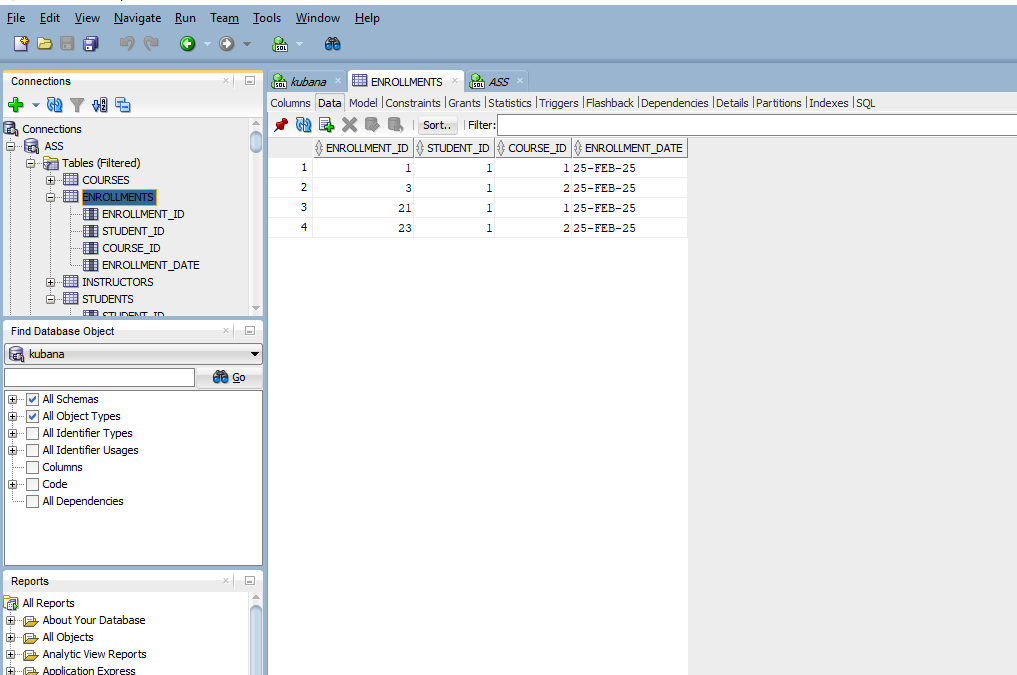 File Edit View Navigate Run Team Tools Window Help
Connections
kubana ENROLLMENTS ASS
Columns Data Model Constraints Grants Statistics Triggers Flashback Dependencies Details Partitions Indexes SQL
Sort.. Filter:
Connections
ASS
Tables (Filtered)
COURSES
ENROLLMENTS
ENROLLMENT_ID
STUDENT_ID
COURSE_ID
ENROLLMENT_DATE
INSTRUCTORS
STUDENTS
STUDENT_ID
ENROLLMENT_ID STUDENT_ID COURSE_ID ENROLLMENT_DATE
1 1 1 1 25-FEB-25
2 3 1 2 25-FEB-25
3 21 1 1 25-FEB-25
4 23 1 2 25-FEB-25
Find Database Object
kubana
Go
All Schemas
All Object Types
All Identifier Types
All Identifier Usages
Columns
Code
All Dependencies
Reports
All Reports
About Your Database
All Objects
Analytic View Reports
Application Express